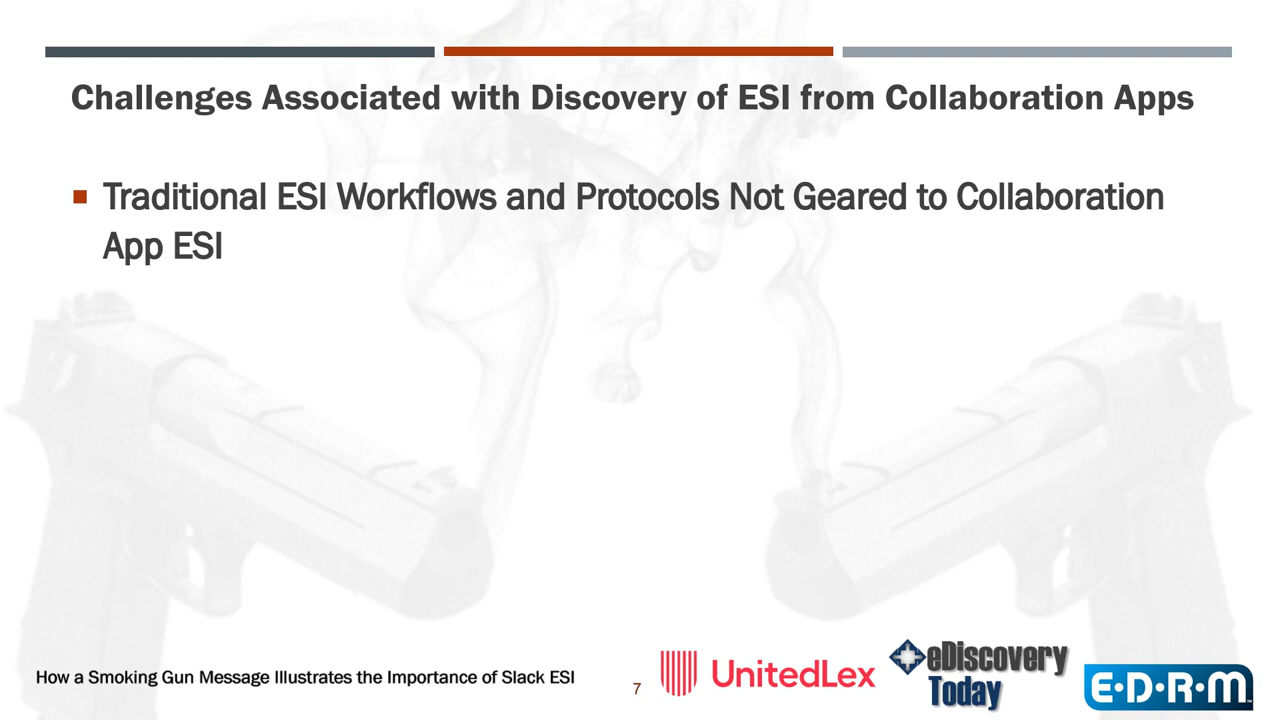 Challenges Associated with Discovery of ESI from Collaboration Apps
Traditional ESI Workflows and Protocols Not Geared to Collaboration
App ESI
How a Smoking Gun Message Illustrates the Importance of Slack ESI
7
UnitedLex
eDiscovery
Today
E·D·R·M